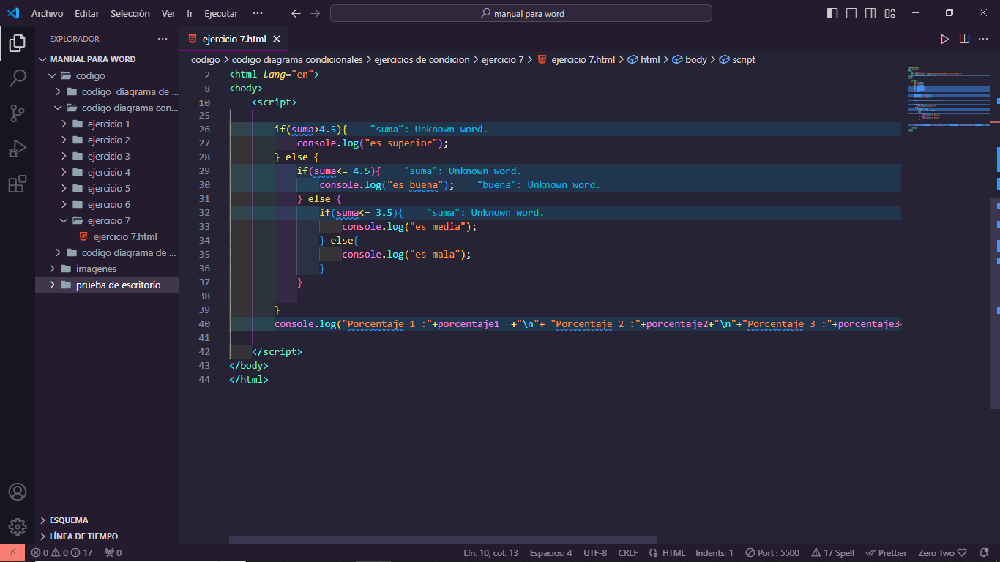 Archivo Editar Selección Ver Ir Ejecutar ··· manual para word
EXPLORADOR ···
MANUAL PARA WORD
codigo
codigo  diagrama de ...
codigo diagrama con...
ejercicio 1
ejercicio 2
ejercicio 3
ejercicio 4
ejercicio 5
ejercicio 6
ejercicio 7
ejercicio 7.html
codigo diagrama de ...
imagenes
prueba de escritorio
ESQUEMA
LÍNEA DE TIEMPO
ejercicio 7.html
codigo > codigo diagrama condicionales > ejercicios de condicion > ejercicio 7 > ejercicio 7.html > html > body > script
2 <html lang="en">
8 <body>
10 <script>
25
26 if(suma>4.5){ "suma": Unknown word.
27 console.log("es superior");
28 } else {
29 if(suma<= 4.5){ "suma": Unknown word.
30 console.log("es buena"); "buena": Unknown word.
31 } else {
32 if(suma<= 3.5){ "suma": Unknown word.
33 console.log("es media");
34 } else{
35 console.log("es mala");
36 }
37 }
38
39 }
40 console.log("Porcentaje 1 :"+porcentaje1  +"\n"+ "Porcentaje 2 :"+porcentaje2+"\n"+"Porcentaje 3 :"+porcentaje3
41
42 </script>
43 </body>
44 </html>
0 0 17 0 Lín. 10, col. 13 Espacios: 4 UTF-8 CRLF HTML Indents: 1 Port : 5500 17 Spell Prettier Zero Two